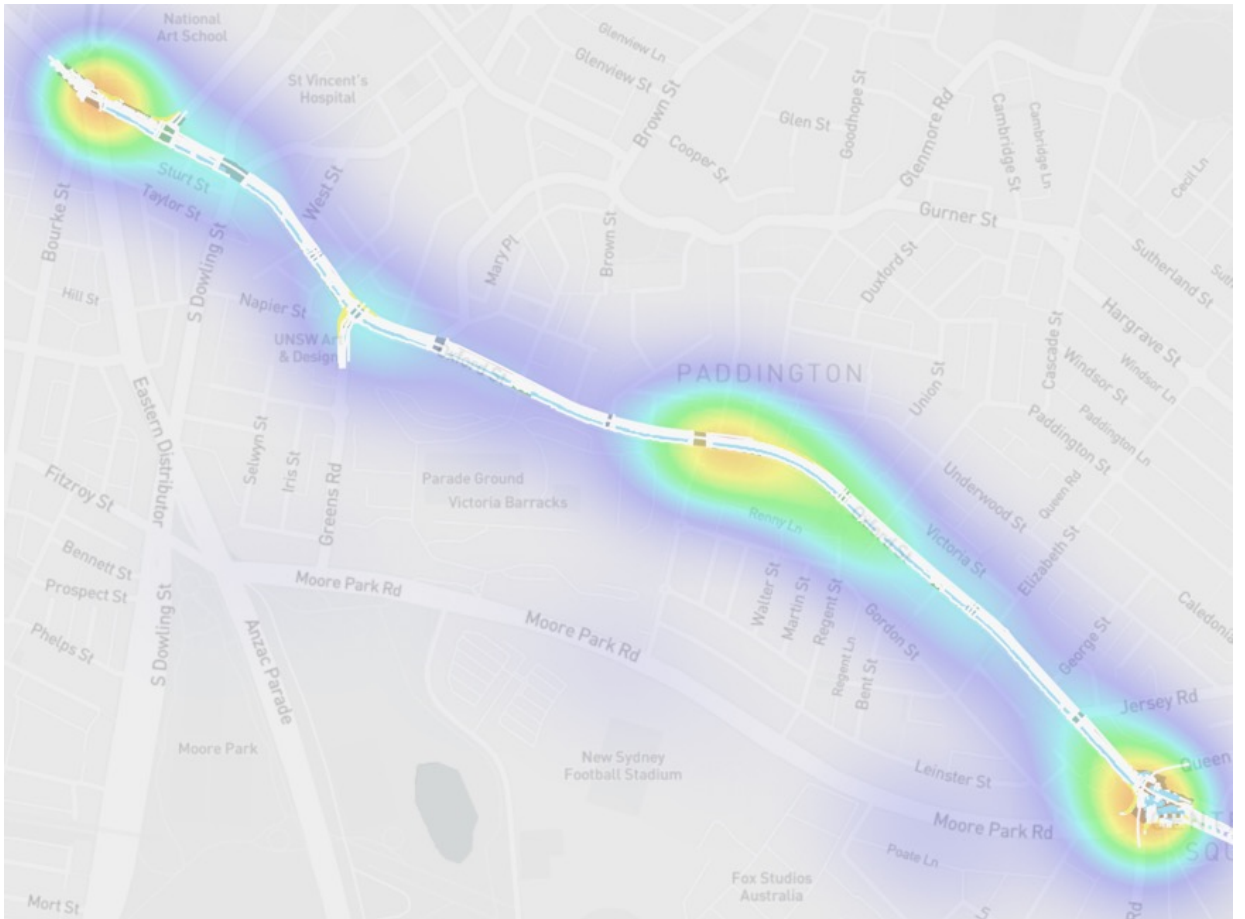 National
Art School
Glenview Ln
Glenview St
St Vincent's
Hospital
Brown St
Goodhope St
Glen St
Glenmore Rd
Cambridge St
Cambridge Ln
Cooper St
Cecil Ln
Sturt St
Taylor St
West St
Gurner St
Bourke St
S Dowling St
Mary Pl
Brown St
Duxford St
Sutherland St
Hill St
Napier St
Hargrave St
UNSW Art
& Design
Oxford St
PADDINGTON
Cascade St
Windsor St
Windsor Ln
Union St
Paddington St
Paddington Ln
Eastern Distributor
Selwyn St
Iris St
Greens Rd
Parade Ground
Victoria Barracks
Fitzroy St
Underwood St
Queen Rd
Renny Ln
Oxford St
Victoria St
Elizabeth St
Bennett St
Prospect St
Moore Park Rd
Walter St
Martin St
Regent St
Gordon St
Caledonia
Phelps St
S Dowling St
Anzac Parade
Moore Park Rd
Regent Ln
Bent St
George St
Jersey Rd
Moore Park
New Sydney
Football Stadium
Leinster St
Queen
Moore Park Rd
SQU
Poate Ln
Fox Studios
Australia
Mort St
Rd